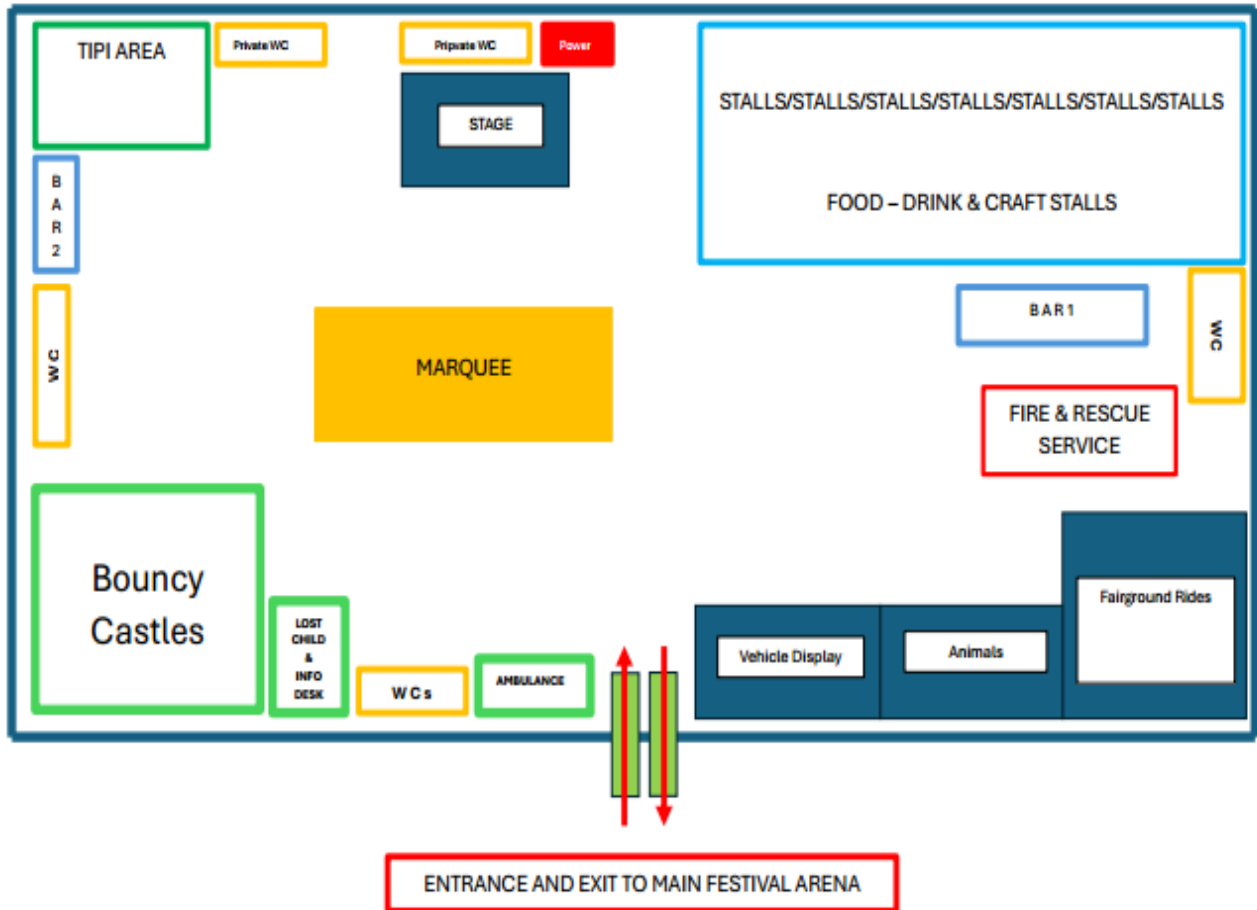 TIPI AREA
Private WC
Pripvate WC
Power
STAGE
STALLS/STALLS/STALLS/STALLS/STALLS/STALLS/STALLS
FOOD – DRINK & CRAFT STALLS
B
A
R
2
W C
MARQUEE
B A R 1
WC
FIRE & RESCUE
SERVICE
Bouncy
Castles
LOST
CHILD
&
INFO
DESK
W C s
AMBULANCE
Vehicle Display
Animals
Fairground Rides
ENTRANCE AND EXIT TO MAIN FESTIVAL ARENA